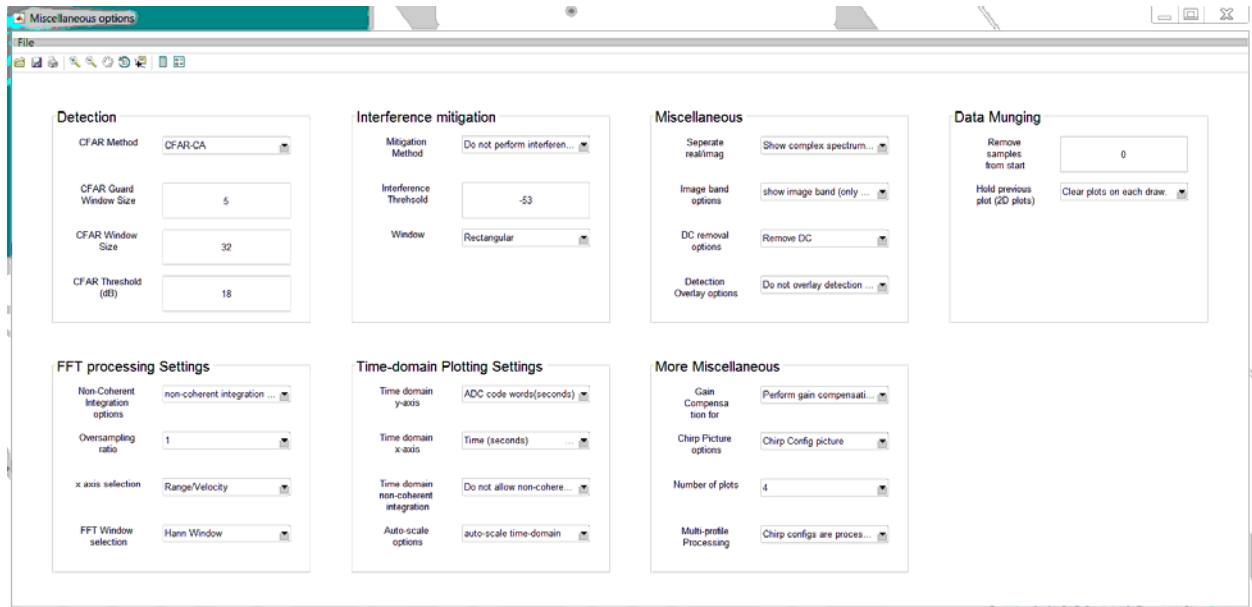 Miscellaneous options
File
Detection
CFAR Method
CFAR-CA
CFAR Guard
Window Size
5
CFAR Window
Size
32
CFAR Threshold
(dB)
18
Interference mitigation
Mitigation
Method
Do not perform interferen...
Interference
Threhsold
-53
Window
Rectangular
Miscellaneous
Seperate
real/imag
Show complex spectrum...
Image band
options
show image band (only ...
DC removal
options
Remove DC
Detection
Overlay options
Do not overlay detection ...
Data Munging
Remove
samples
from start
0
Hold previous
plot (2D plots)
Clear plots on each draw.
FFT processing Settings
Non-Coherent
Integration
options
non-coherent integration ...
Oversampling
ratio
1
x axis selection
Range/Velocity
FFT Window
selection
Hann Window
Time-domain Plotting Settings
Time domain
y-axis
ADC code words(seconds)
Time domain
x-axis
Time (seconds) ...
Time domain
non-coherent
integration
Do not allow non-cohere...
Auto-scale
options
auto-scale time-domain
More Miscellaneous
Gain
Compensa
tion for
Perform gain compensati...
Chirp Picture
options
Chirp Config picture
Number of plots
4
Multi-profile
Processing
Chirp configs are proces...